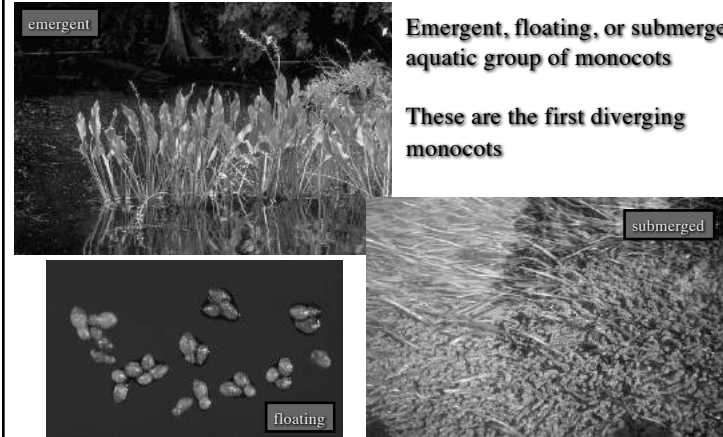 emergent
Emergent, floating, or submerge
aquatic group of monocots
These are the first diverging
monocots
submerged
floating